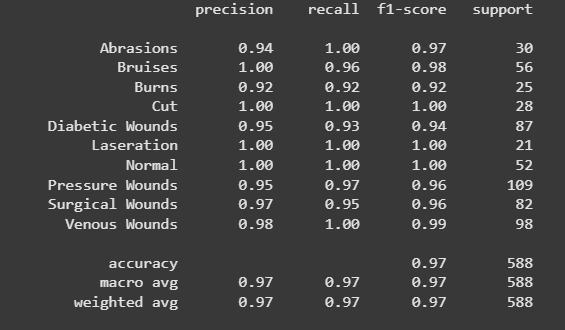 precision recall f1-score support
Abrasions 0.94 1.00 0.97 30
Bruises 1.00 0.96 0.98 56
Burns 0.92 0.92 0.92 25
Cut 1.00 1.00 1.00 28
Diabetic Wounds 0.95 0.93 0.94 87
Laseration 1.00 1.00 1.00 21
Normal 1.00 1.00 1.00 52
Pressure Wounds 0.95 0.97 0.96 109
Surgical Wounds 0.97 0.95 0.96 82
Venous Wounds 0.98 1.00 0.99 98
accuracy 0.97 588
macro avg 0.97 0.97 0.97 588
weighted avg 0.97 0.97 0.97 588